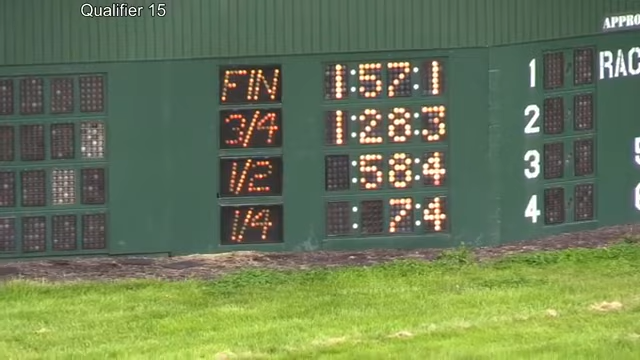 Qualifier 15
APPRO
RAC
FIN 1:57:1 1
3/4 1:28:3 2
1/2 :58:4 3
1/4 : 7:4 4